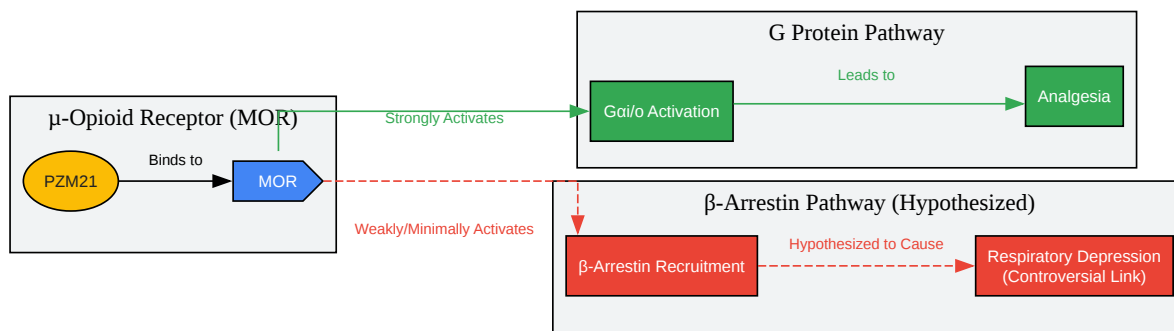 G Protein Pathway
Gαi/o Activation
Leads to
Analgesia
µ-Opioid Receptor (MOR)
Strongly Activates
PZM21
Binds to
MOR
Weakly/Minimally Activates
β-Arrestin Pathway (Hypothesized)
β-Arrestin Recruitment
Hypothesized to Cause
Respiratory Depression
(Controversial Link)